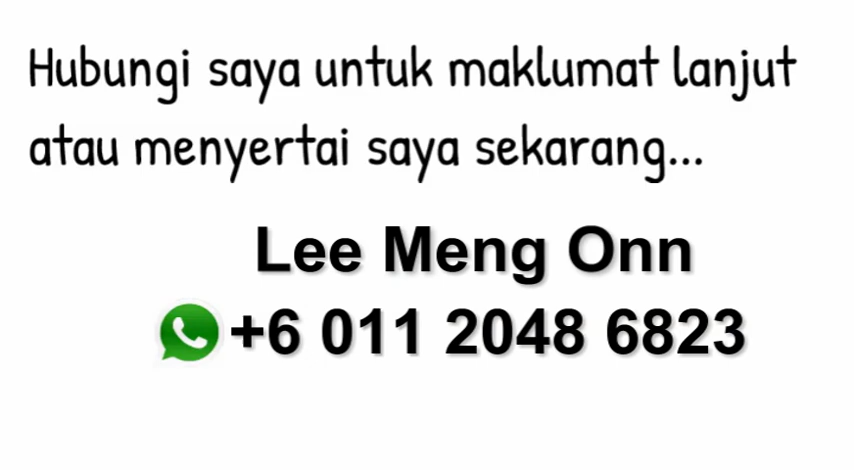 Hubungi saya untuk maklumat lanjut
atau menyertai saya sekarang...
Lee Meng Onn
+6 011 2048 6823